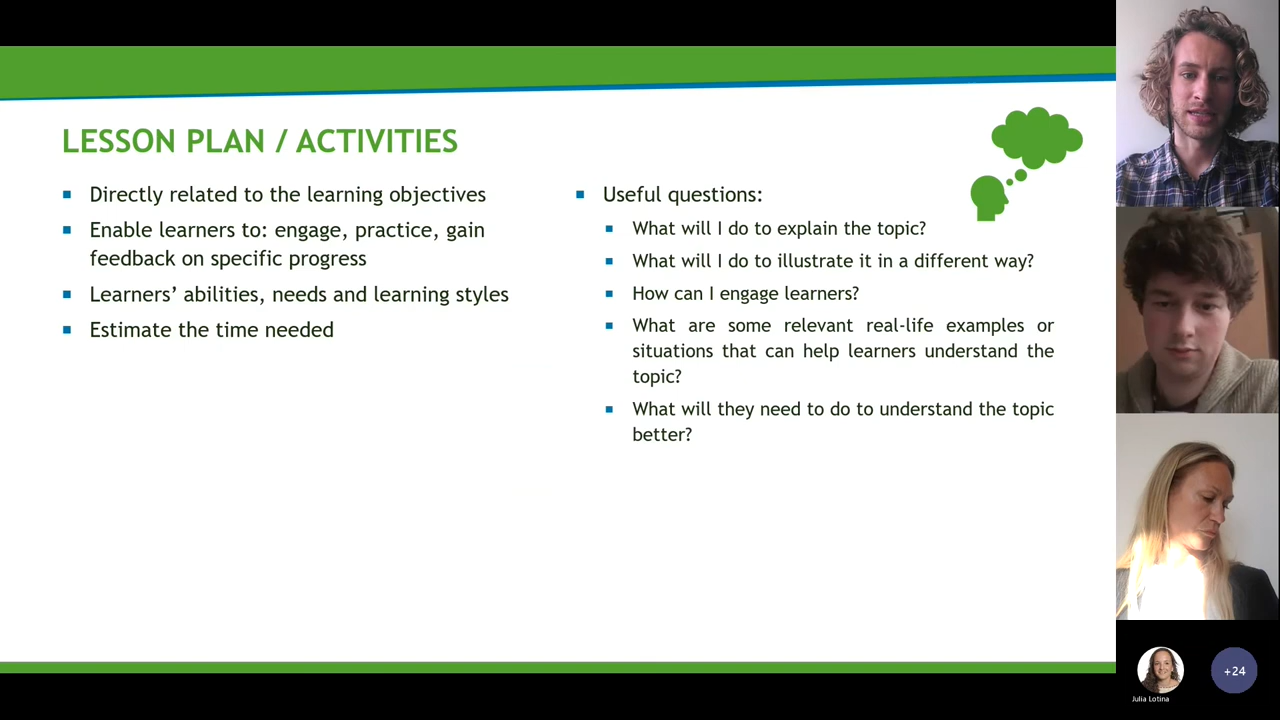 LESSON PLAN / ACTIVITIES
Directly related to the learning objectives
Enable learners to: engage, practice, gain
feedback on specific progress
Learners’ abilities, needs and learning styles
Estimate the time needed
Useful questions:
What will I do to explain the topic?
What will I do to illustrate it in a different way?
How can I engage learners?
What are some relevant real-life examples or
situations that can help learners understand the
topic?
What will they need to do to understand the topic
better?
Julia Lotina
+24